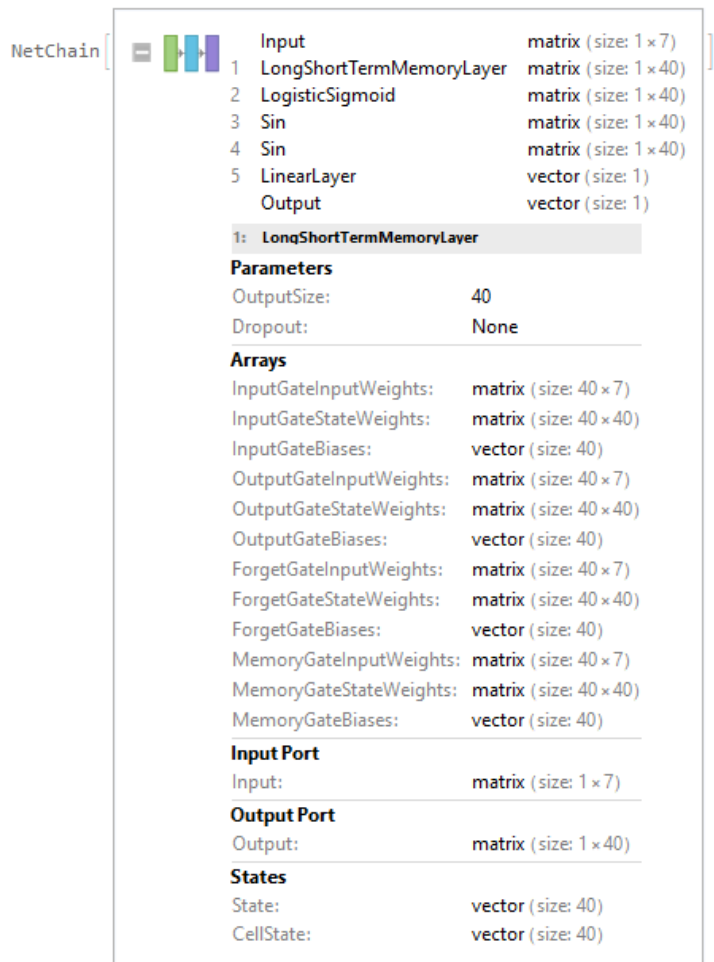 Input matrix (size: 1×7)
NetChain[ 1 LongShortTermMemoryLayer matrix (size: 1×40) ]
2 LogisticSigmoid matrix (size: 1×40)
3 Sin matrix (size: 1×40)
4 Sin matrix (size: 1×40)
5 LinearLayer vector (size: 1)
Output vector (size: 1)
1: LongShortTermMemoryLayer
Parameters
OutputSize: 40
Dropout: None
Arrays
InputGateInputWeights: matrix (size: 40×7)
InputGateStateWeights: matrix (size: 40×40)
InputGateBiases: vector (size: 40)
OutputGateInputWeights: matrix (size: 40×7)
OutputGateStateWeights: matrix (size: 40×40)
OutputGateBiases: vector (size: 40)
ForgetGateInputWeights: matrix (size: 40×7)
ForgetGateStateWeights: matrix (size: 40×40)
ForgetGateBiases: vector (size: 40)
MemoryGateInputWeights: matrix (size: 40×7)
MemoryGateStateWeights: matrix (size: 40×40)
MemoryGateBiases: vector (size: 40)
Input Port
Input: matrix (size: 1×7)
Output Port
Output: matrix (size: 1×40)
States
State: vector (size: 40)
CellState: vector (size: 40)